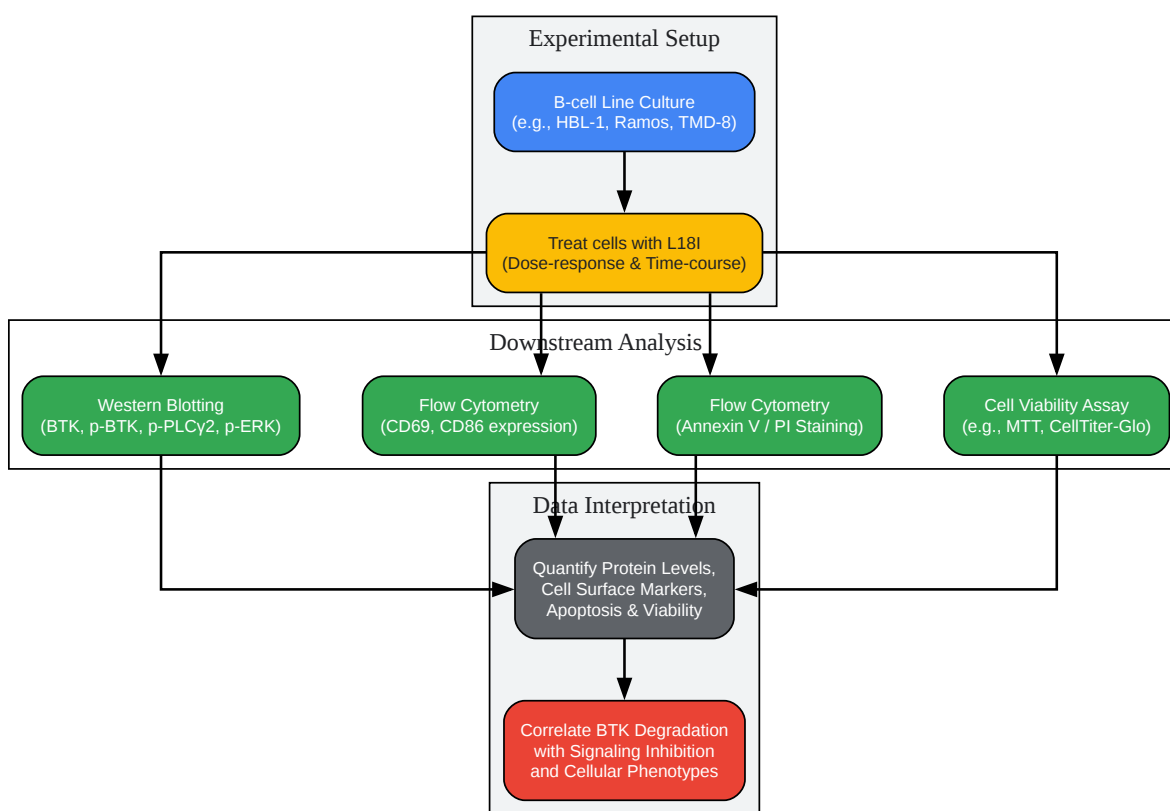 Experimental Setup
B-cell Line Culture
(e.g., HBL-1, Ramos, TMD-8)
Treat cells with L18I
(Dose-response & Time-course)
Downstream Analysis
Western Blotting
(BTK, p-BTK, p-PLCγ2, p-ERK)
Flow Cytometry
(CD69, CD86 expression)
Flow Cytometry
(Annexin V / PI Staining)
Cell Viability Assay
(e.g., MTT, CellTiter-Glo)
Data Interpretation
Quantify Protein Levels,
Cell Surface Markers,
Apoptosis & Viability
Correlate BTK Degradation
with Signaling Inhibition
and Cellular Phenotypes